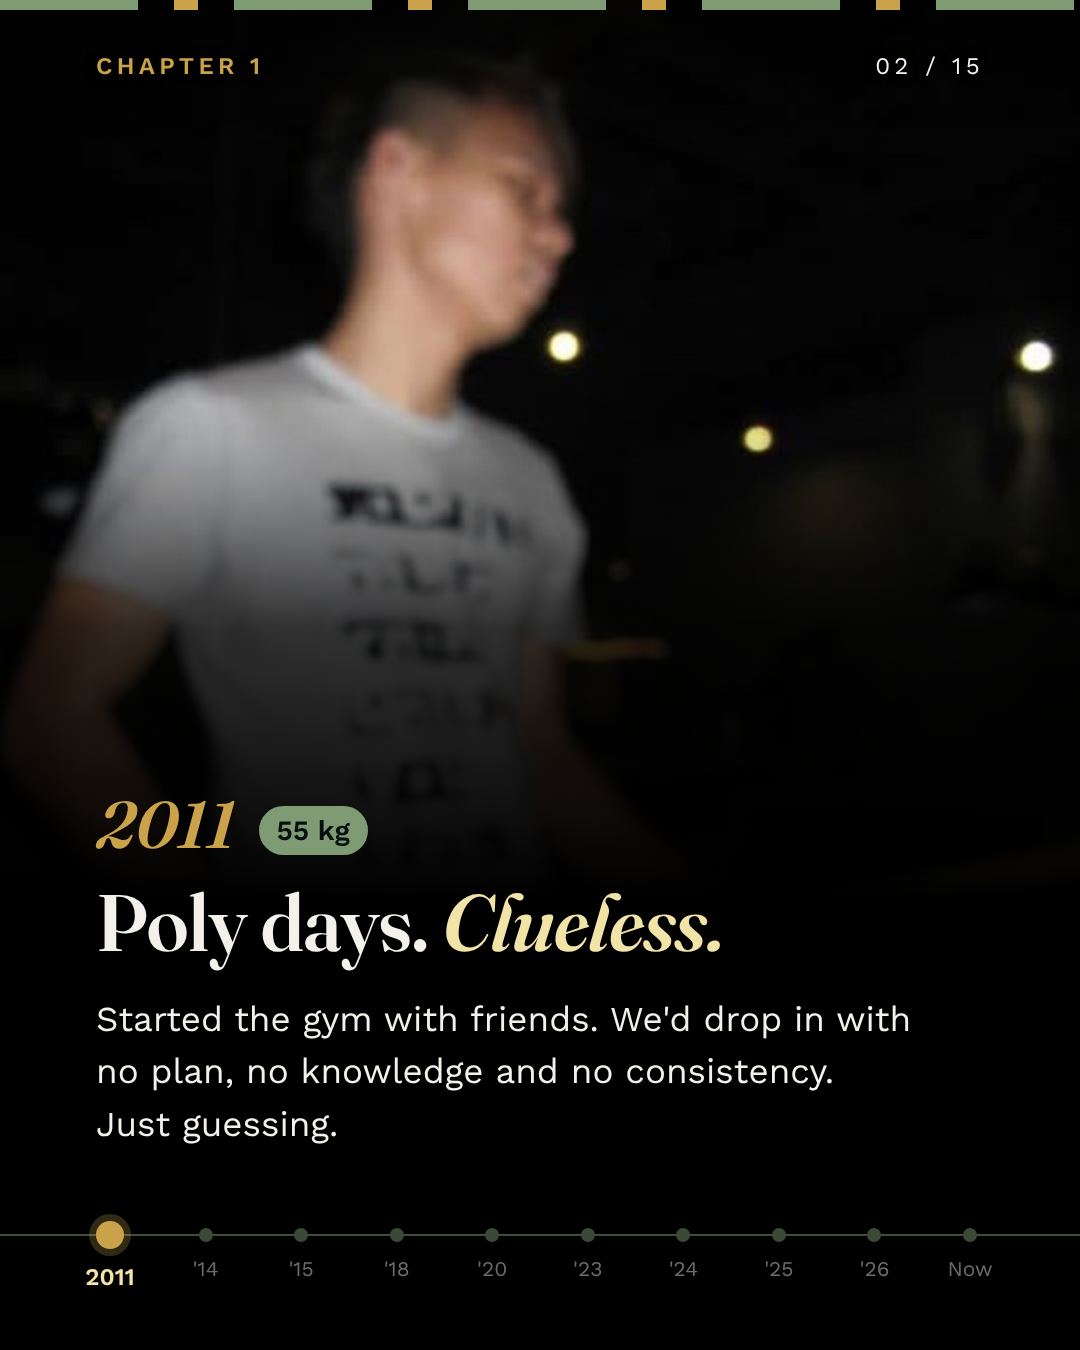 CHAPTER 1
02 / 15
2011
55 kg
Poly days. Clueless.
Started the gym with friends. We'd drop in with
no plan, no knowledge and no consistency.
Just guessing.
2011 '14 '15 '18 '20 '23 '24 '25 '26 Now